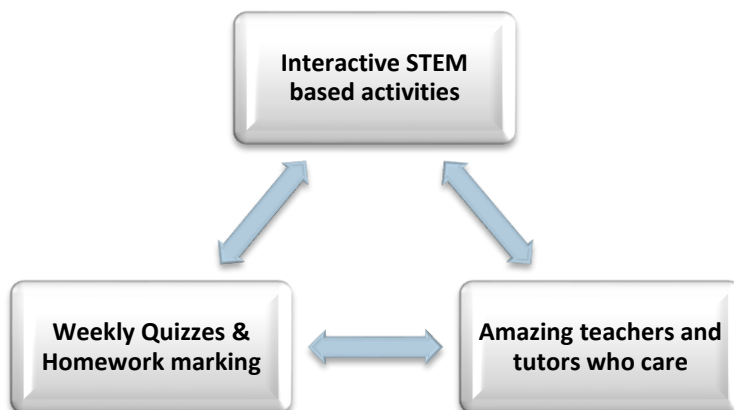 Interactive STEM
based activities
Weekly Quizzes &
Homework marking
Amazing teachers and
tutors who care